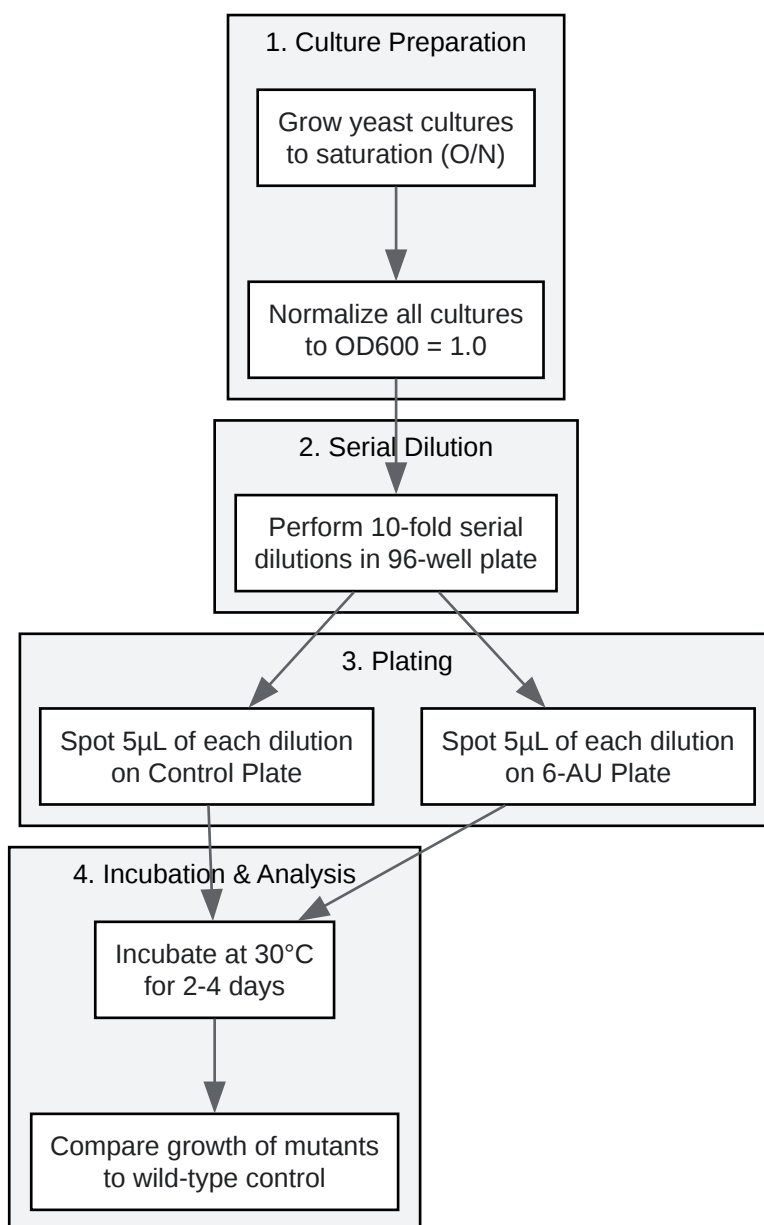 1. Culture Preparation
Grow yeast cultures
to saturation (O/N)
Normalize all cultures
to OD600 = 1.0
2. Serial Dilution
Perform 10-fold serial
dilutions in 96-well plate
3. Plating
Spot 5µL of each dilution
on Control Plate
Spot 5µL of each dilution
on 6-AU Plate
4. Incubation & Analysis
Incubate at 30°C
for 2-4 days
Compare growth of mutants
to wild-type control